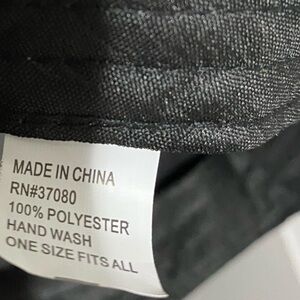 MADE IN CHINA
RN#37080
100% POLYESTER
HAND WASH
ONE SIZE FITS ALL